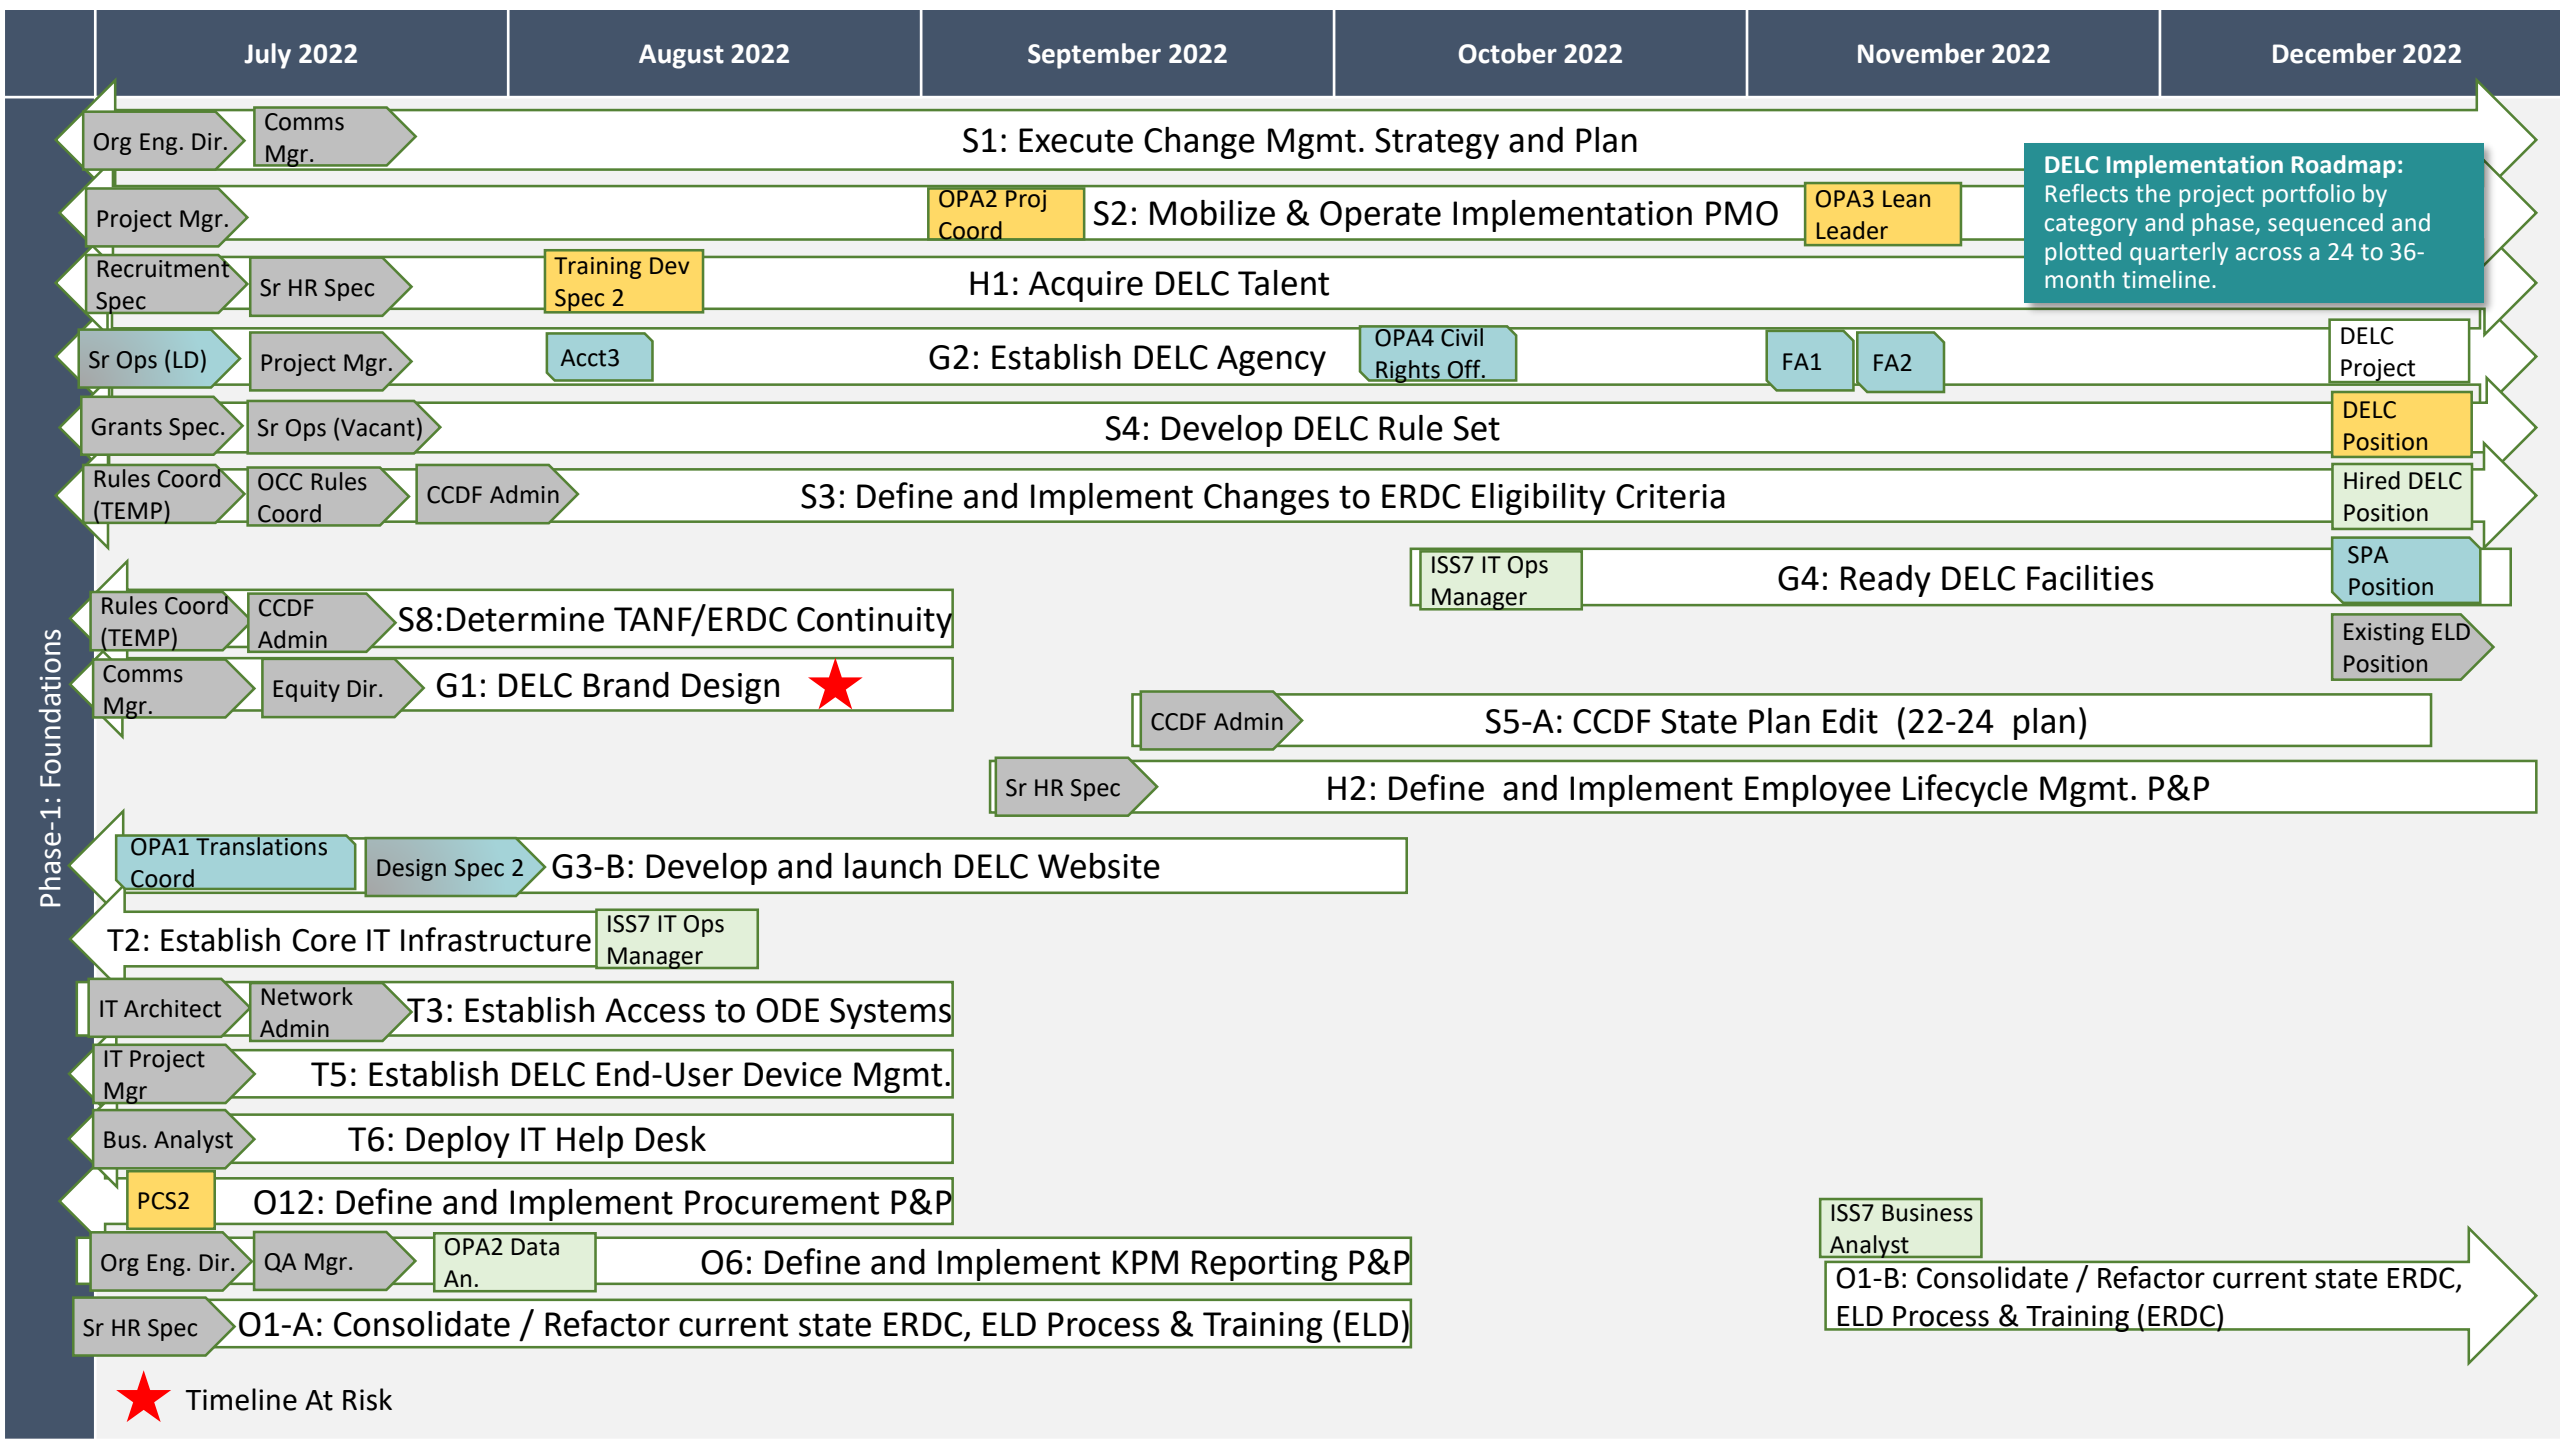 July 2022
August 2022
September 2022
October 2022
November 2022
December 2022
Phase-1: Foundations
Org Eng. Dir.
Comms
Mgr.
S1: Execute Change Mgmt. Strategy and Plan
DELC Implementation Roadmap:
Reflects the project portfolio by
category and phase, sequenced and
plotted quarterly across a 24 to 36-
month timeline.
Project Mgr.
OPA2 Proj
Coord
S2: Mobilize & Operate Implementation PMO
OPA3 Lean
Leader
Recruitment
Spec
Sr HR Spec
Training Dev
Spec 2
H1: Acquire DELC Talent
Sr Ops (LD)
Project Mgr.
Acct3
G2: Establish DELC Agency
OPA4 Civil
Rights Off.
FA1
FA2
DELC
Project
Grants Spec.
Sr Ops (Vacant)
S4: Develop DELC Rule Set
DELC
Position
Rules Coord
(TEMP)
OCC Rules
Coord
CCDF Admin
S3: Define and Implement Changes to ERDC Eligibility Criteria
Hired DELC
Position
ISS7 IT Ops
Manager
G4: Ready DELC Facilities
SPA
Position
Rules Coord
(TEMP)
CCDF
Admin
S8:Determine TANF/ERDC Continuity
Existing ELD
Position
Comms
Mgr.
Equity Dir.
G1: DELC Brand Design
CCDF Admin
S5-A: CCDF State Plan Edit (22-24 plan)
Sr HR Spec
H2: Define and Implement Employee Lifecycle Mgmt. P&P
OPA1 Translations
Coord
Design Spec 2
G3-B: Develop and launch DELC Website
T2: Establish Core IT Infrastructure
ISS7 IT Ops
Manager
IT Architect
Network
Admin
T3: Establish Access to ODE Systems
IT Project
Mgr
T5: Establish DELC End-User Device Mgmt.
Bus. Analyst
T6: Deploy IT Help Desk
PCS2
O12: Define and Implement Procurement P&P
ISS7 Business
Analyst
Org Eng. Dir.
QA Mgr.
OPA2 Data
An.
O6: Define and Implement KPM Reporting P&P
O1-B: Consolidate / Refactor current state ERDC,
ELD Process & Training (ERDC)
Sr HR Spec
O1-A: Consolidate / Refactor current state ERDC, ELD Process & Training (ELD)
Timeline At Risk